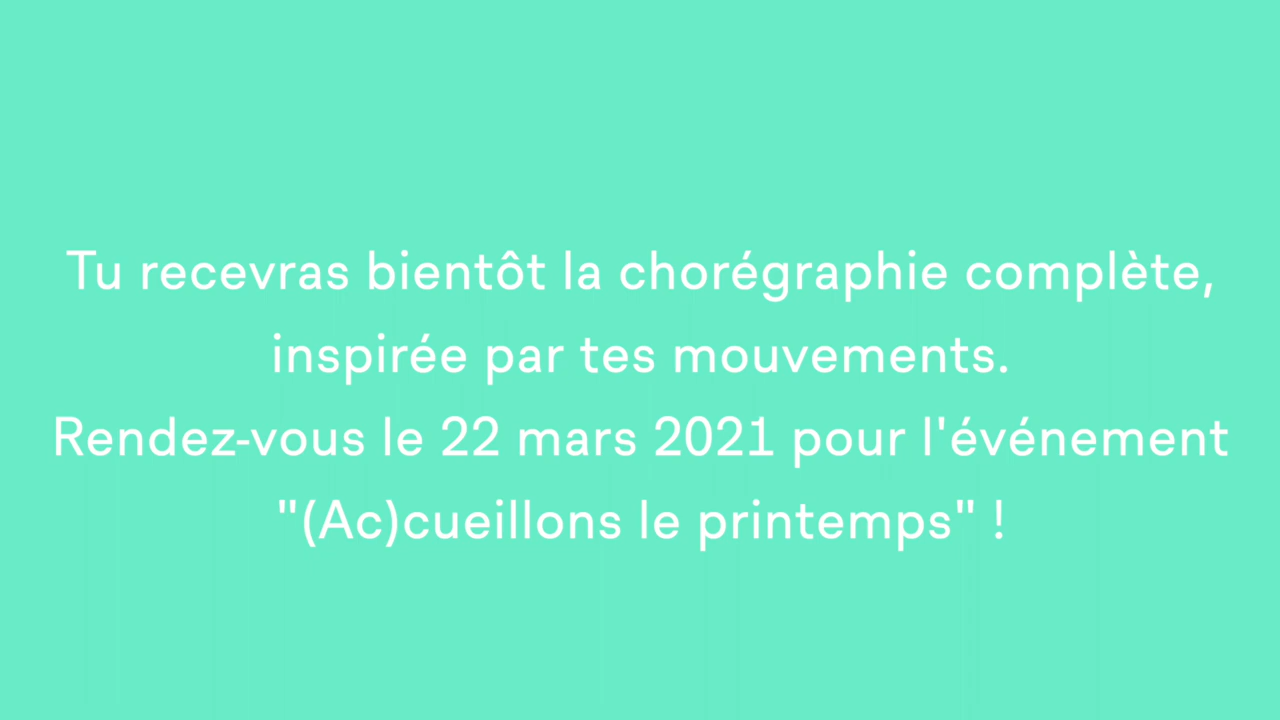 Tu recevras bientôt la chorégraphie complète,
inspirée par tes mouvements.
Rendez-vous le 22 mars 2021 pour l'événement
"(Ac)cueillons le printemps" !